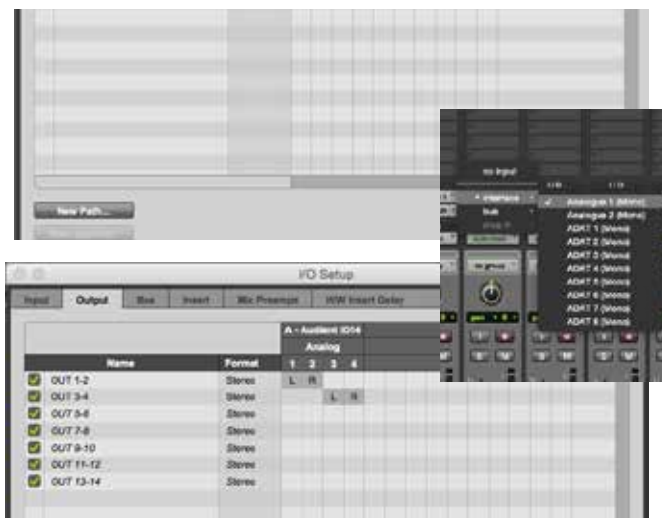 New Path...
no input
interface
bus
Analogue 1 (Mono)
Analogue 2 (Mono)
ADAT 1 (Mono)
ADAT 2 (Mono)
ADAT 3 (Mono)
ADAT 4 (Mono)
ADAT 5 (Mono)
ADAT 6 (Mono)
ADAT 7 (Mono)
ADAT 8 (Mono)
no group
I/O Setup
Input Output Bus Insert Mic Preamps H/W Insert Delay
A - Audient iD14
Analog
Name Format 1 2 3 4
OUT 1-2 Stereo L R
OUT 3-4 Stereo L R
OUT 5-6 Stereo
OUT 7-8 Stereo
OUT 9-10 Stereo
OUT 11-12 Stereo
OUT 13-14 Stereo